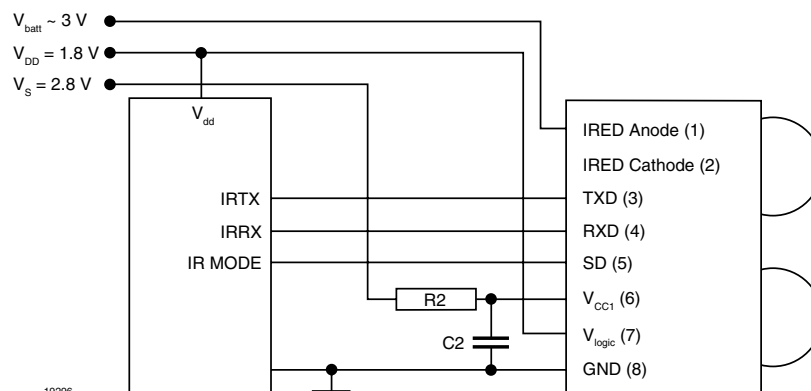 V_batt ~ 3 V
V_DD = 1.8 V
V_S = 2.8 V
V_dd
IRED Anode (1)
IRED Cathode (2)
IRTX
TXD (3)
IRRX
RXD (4)
IR MODE
SD (5)
R2
V_CC1 (6)
C2
V_logic (7)
GND (8)